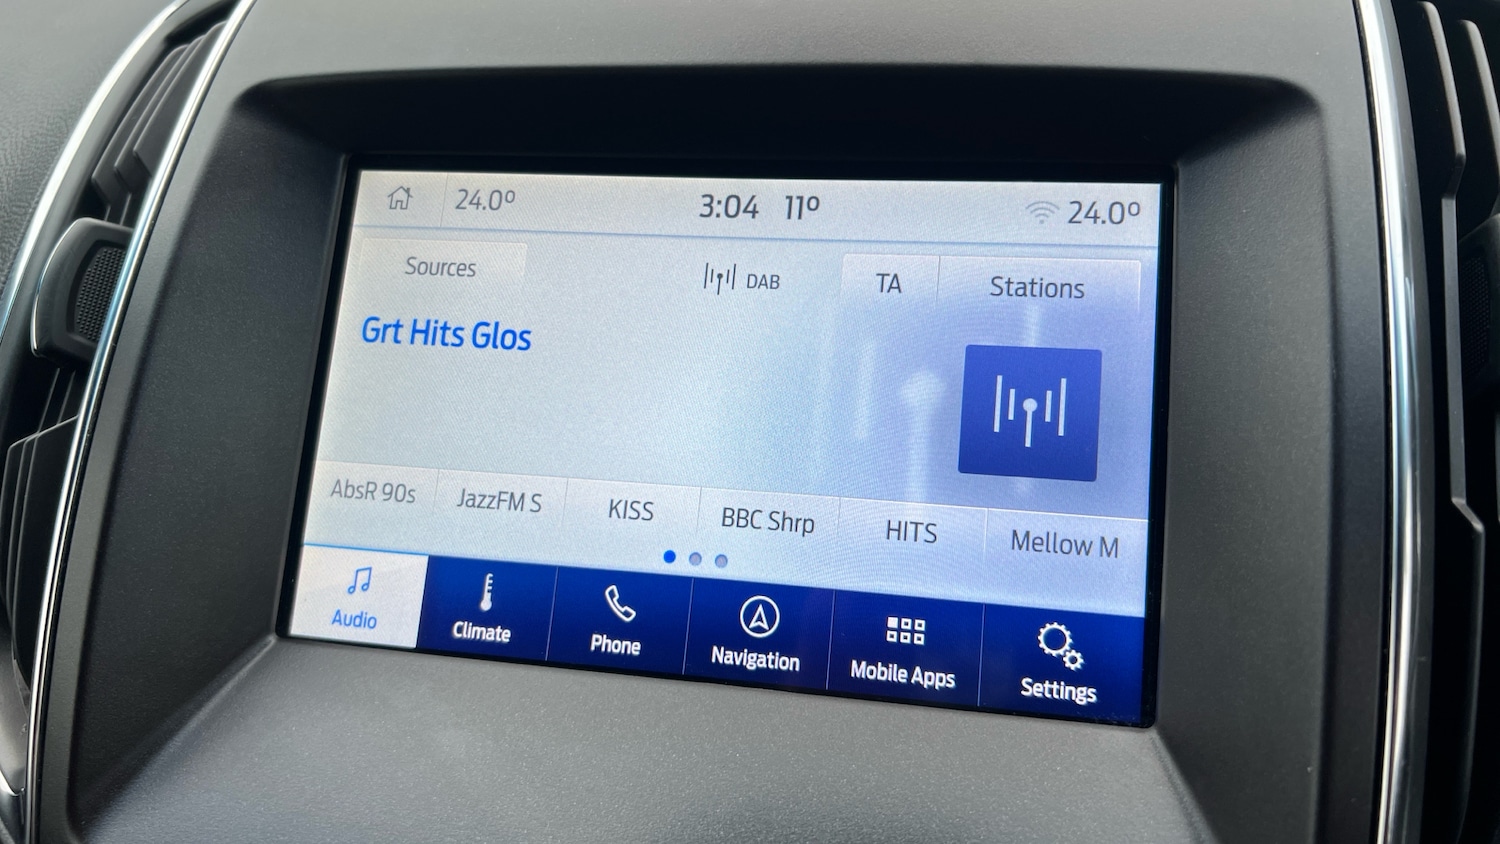 24.0° 3:04 11° 24.0°
Sources DAB TA Stations
Grt Hits Glos
AbsR 90s JazzFM S KISS BBC Shrp HITS Mellow M
Audio Climate Phone Navigation Mobile Apps Settings